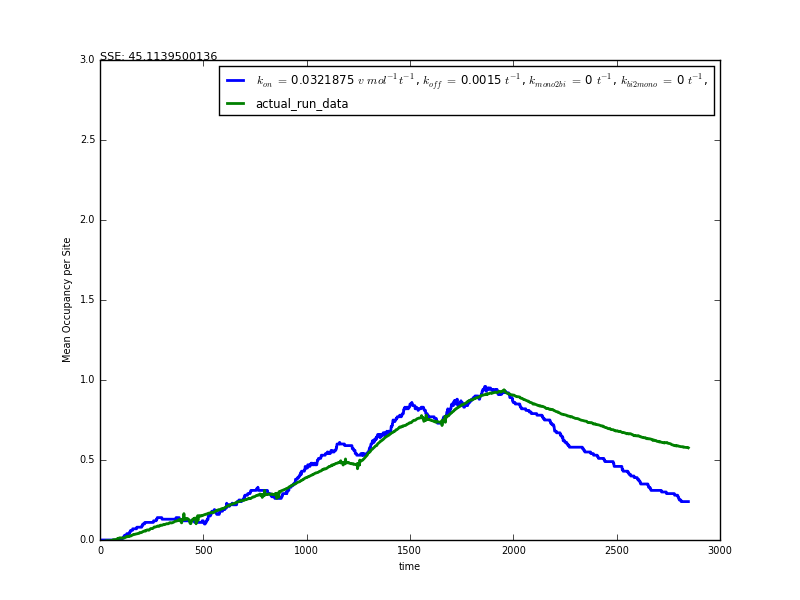 SSE: 45.1139500136
k_on = 0.0321875 v mol^−1 t^−1, k_off = 0.0015 t^−1, k_mono2bi = 0 t^−1, k_bi2mono = 0 t^−1,
actual_run_data
3.0
2.5
2.0
1.5
1.0
0.5
0.0
Mean Occupancy per Site
0 500 1000 1500 2000 2500 3000
time